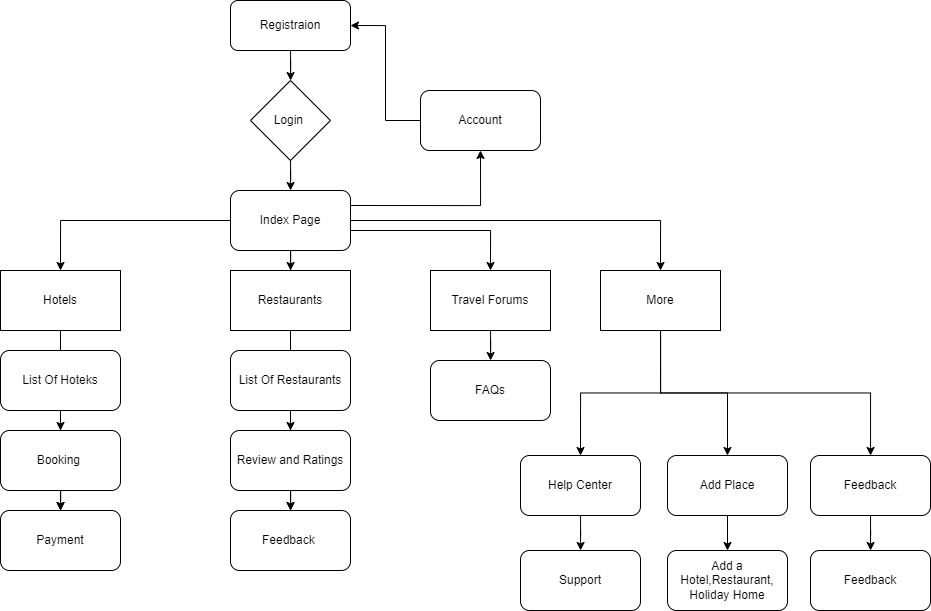 Registraion
Login
Account
Index Page
Hotels
Restaurants
Travel Forums
More
List Of Hoteks
List Of Restaurants
FAQs
Booking
Review and Ratings
Help Center
Add Place
Feedback
Payment
Feedback
Support
Add a
Hotel,Restaurant,
Holiday Home
Feedback